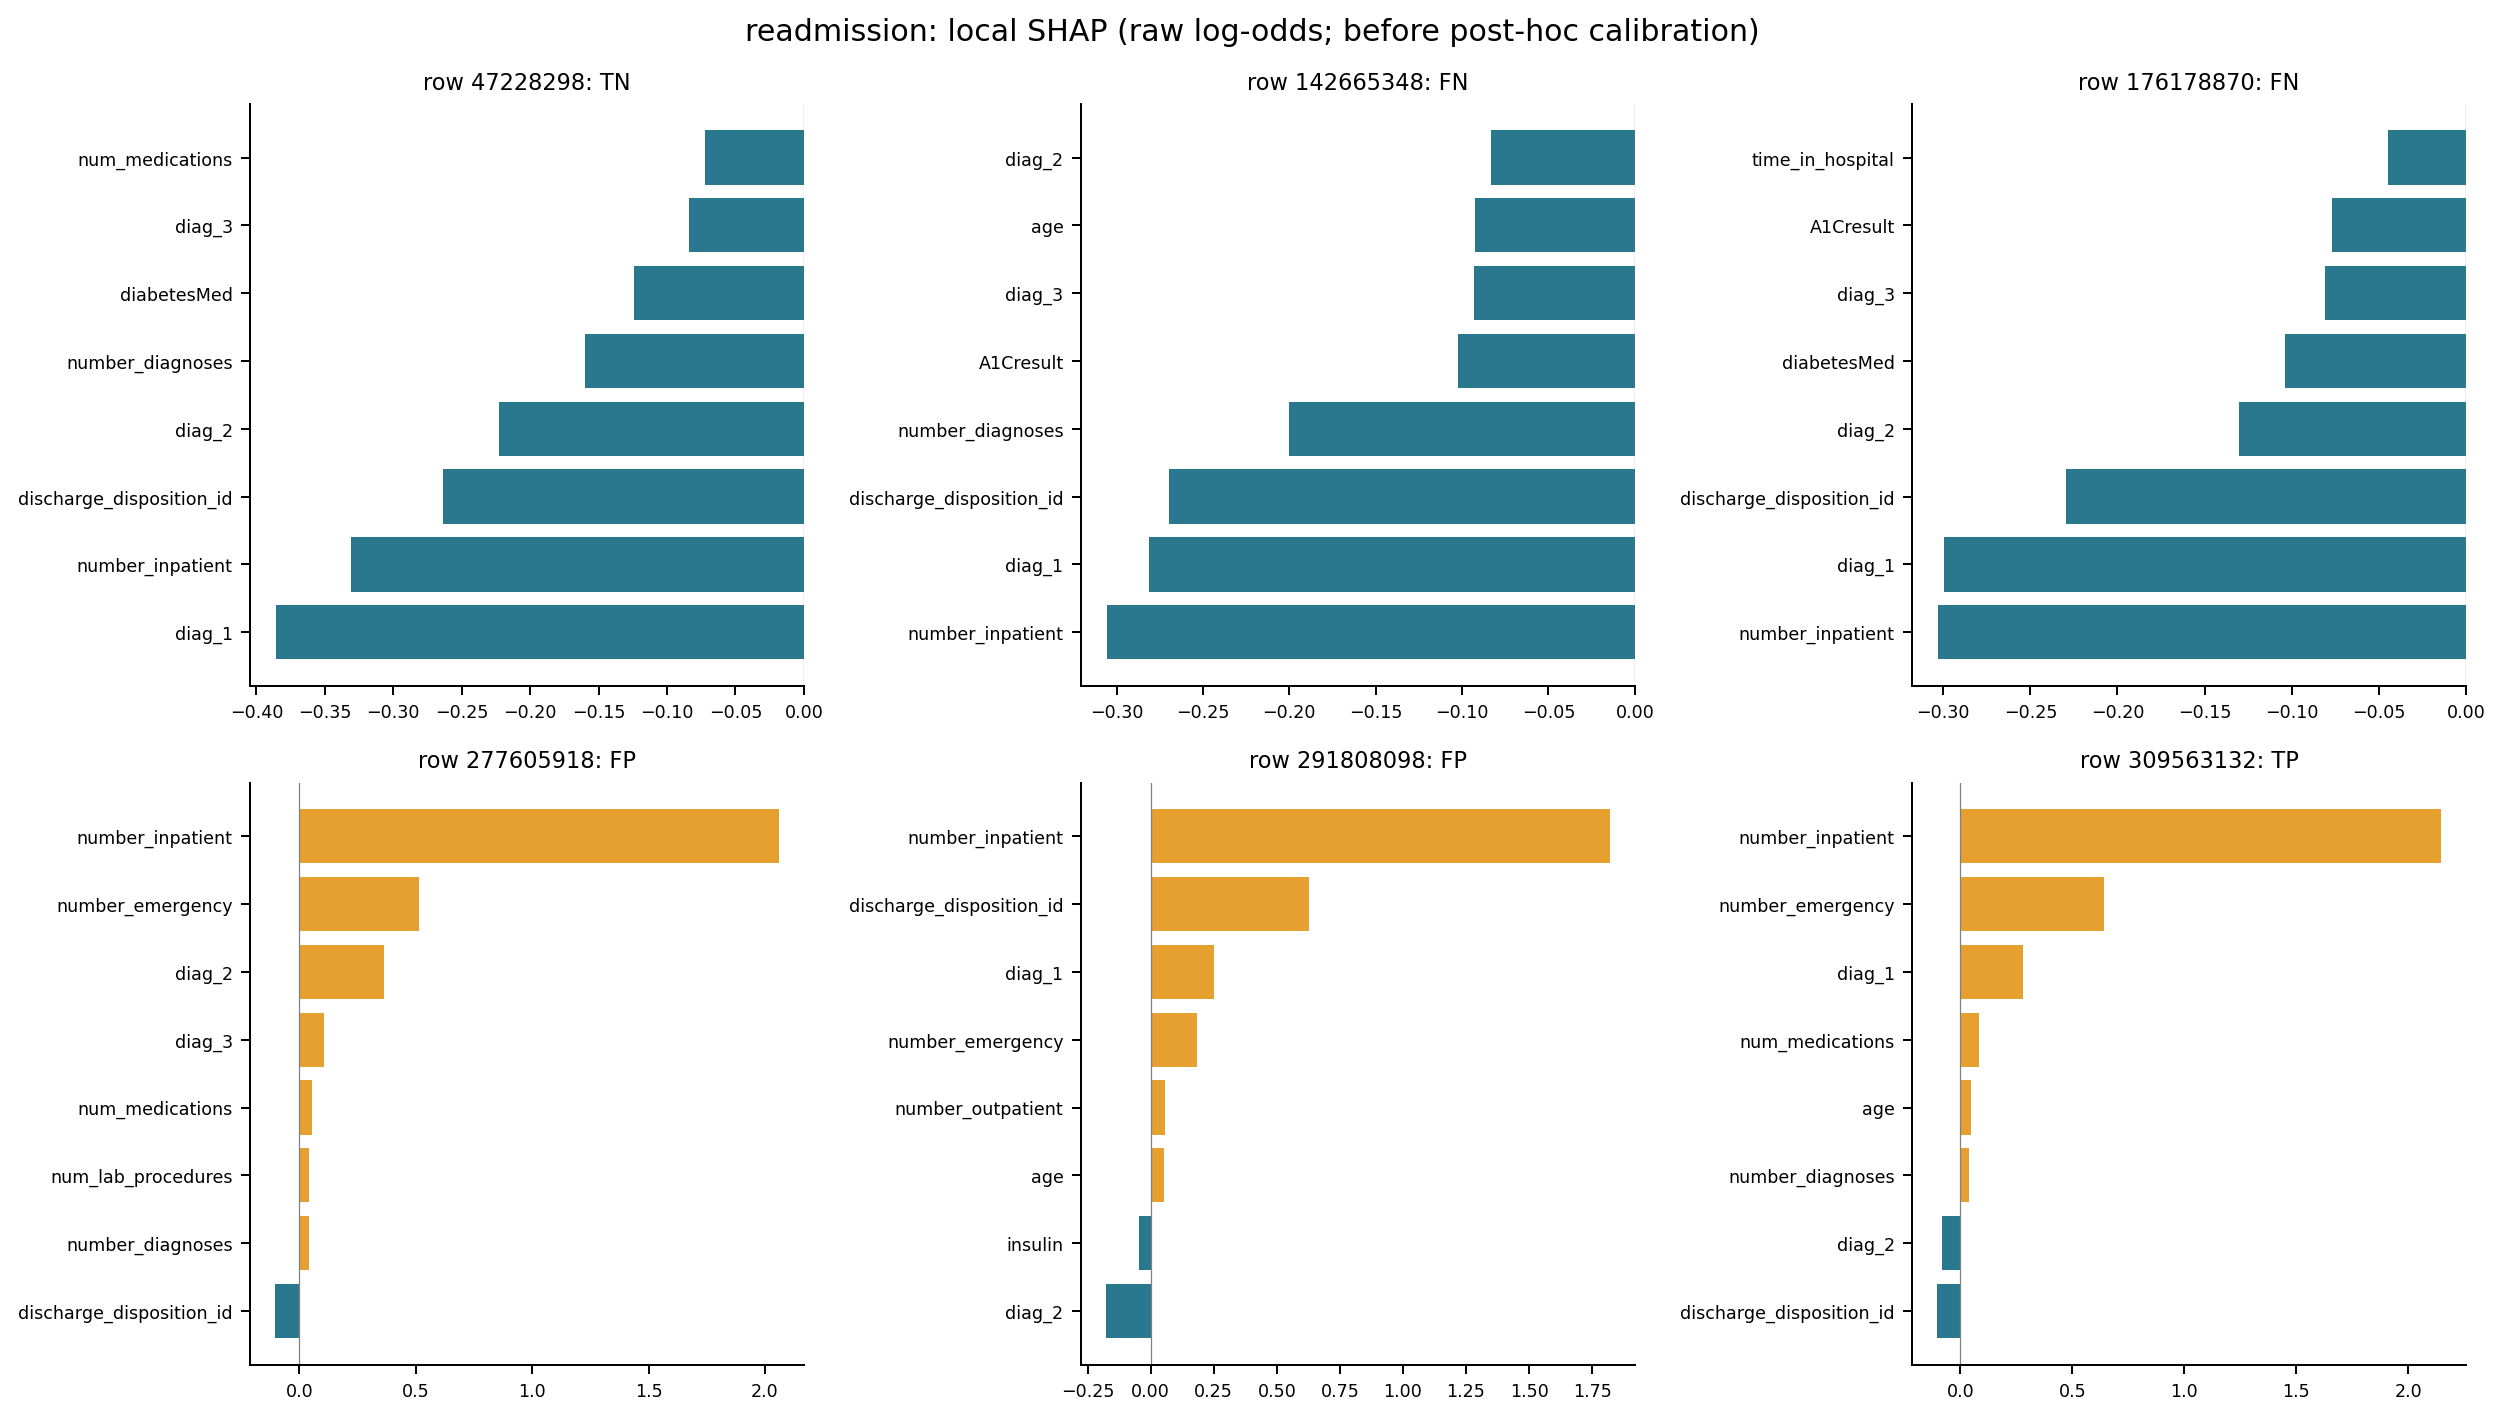 readmission: local SHAP (raw log-odds; before post-hoc calibration)
row 47228298: TN
num_medications
diag_3
diabetesMed
number_diagnoses
diag_2
discharge_disposition_id
number_inpatient
diag_1
−0.40 −0.35 −0.30 −0.25 −0.20 −0.15 −0.10 −0.05 0.00
row 142665348: FN
diag_2
age
diag_3
A1Cresult
number_diagnoses
discharge_disposition_id
diag_1
number_inpatient
−0.30 −0.25 −0.20 −0.15 −0.10 −0.05 0.00
row 176178870: FN
time_in_hospital
A1Cresult
diag_3
diabetesMed
diag_2
discharge_disposition_id
diag_1
number_inpatient
−0.30 −0.25 −0.20 −0.15 −0.10 −0.05 0.00
row 277605918: FP
number_inpatient
number_emergency
diag_2
diag_3
num_medications
num_lab_procedures
number_diagnoses
discharge_disposition_id
0.0 0.5 1.0 1.5 2.0
row 291808098: FP
number_inpatient
discharge_disposition_id
diag_1
number_emergency
number_outpatient
age
insulin
diag_2
−0.25 0.00 0.25 0.50 0.75 1.00 1.25 1.50 1.75
row 309563132: TP
number_inpatient
number_emergency
diag_1
num_medications
age
number_diagnoses
diag_2
discharge_disposition_id
0.0 0.5 1.0 1.5 2.0